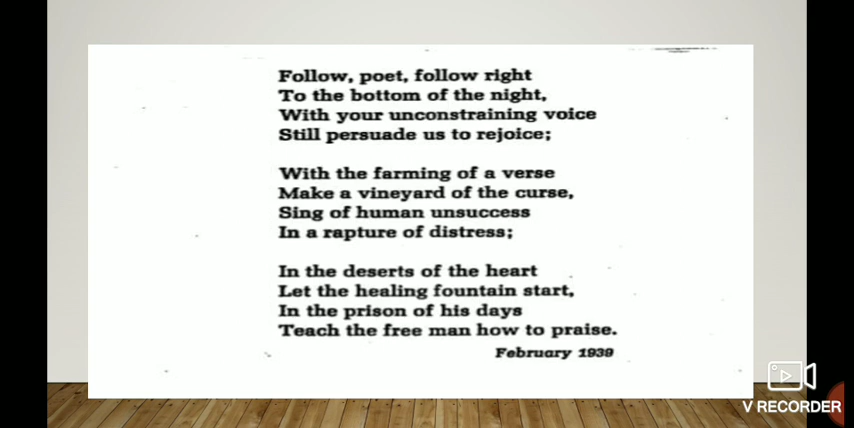 Follow, poet, follow right
To the bottom of the night,
With your unconstraining voice
Still persuade us to rejoice;
With the farming of a verse
Make a vineyard of the curse,
Sing of human unsuccess
In a rapture of distress;
In the deserts of the heart
Let the healing fountain start,
In the prison of his days
Teach the free man how to praise.
February 1939
V RECORDER